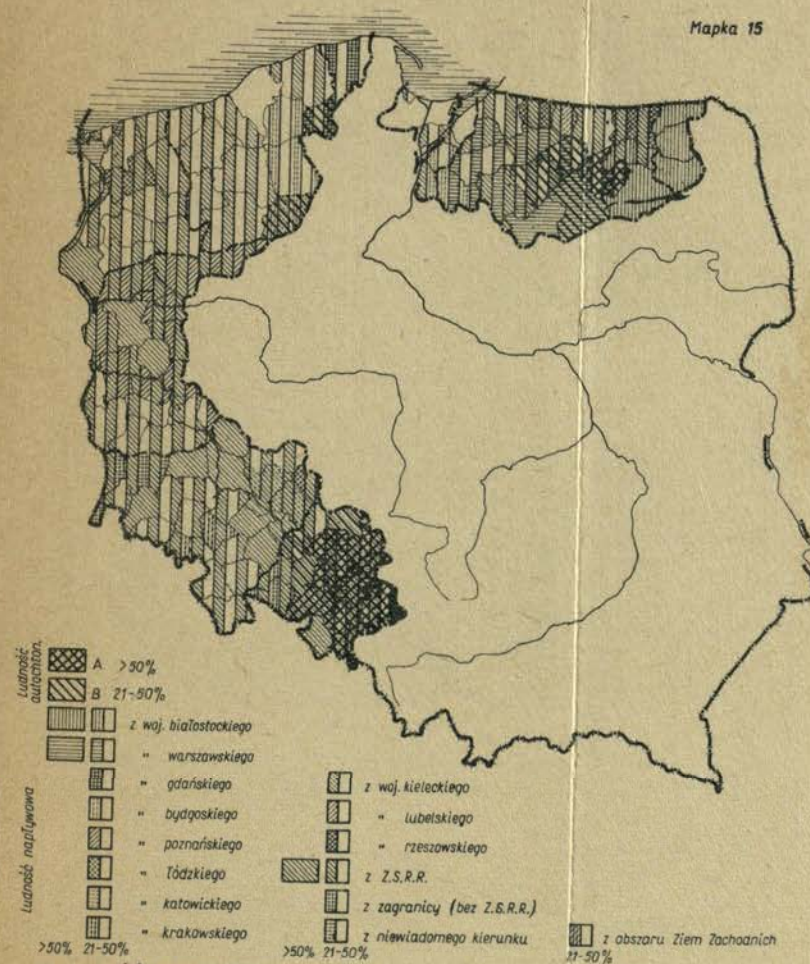 Mapka 15
Ludność autochton.
A >50%
B 21-50%
Ludność napływowa
z woj. białostockiego
" warszawskiego
" gdańskiego
" bydgoskiego
" poznańskiego
" łódzkiego
" katowickiego
" krakowskiego
>50% 21-50%
z woj. kieleckiego
" lubelskiego
" rzeszowskiego
z Z.S.R.R.
z zagranicy (bez Z.S.R.R.)
z niewiadomego kierunku
>50% 21-50%
z obszaru Ziem Zachodnich
21-50%